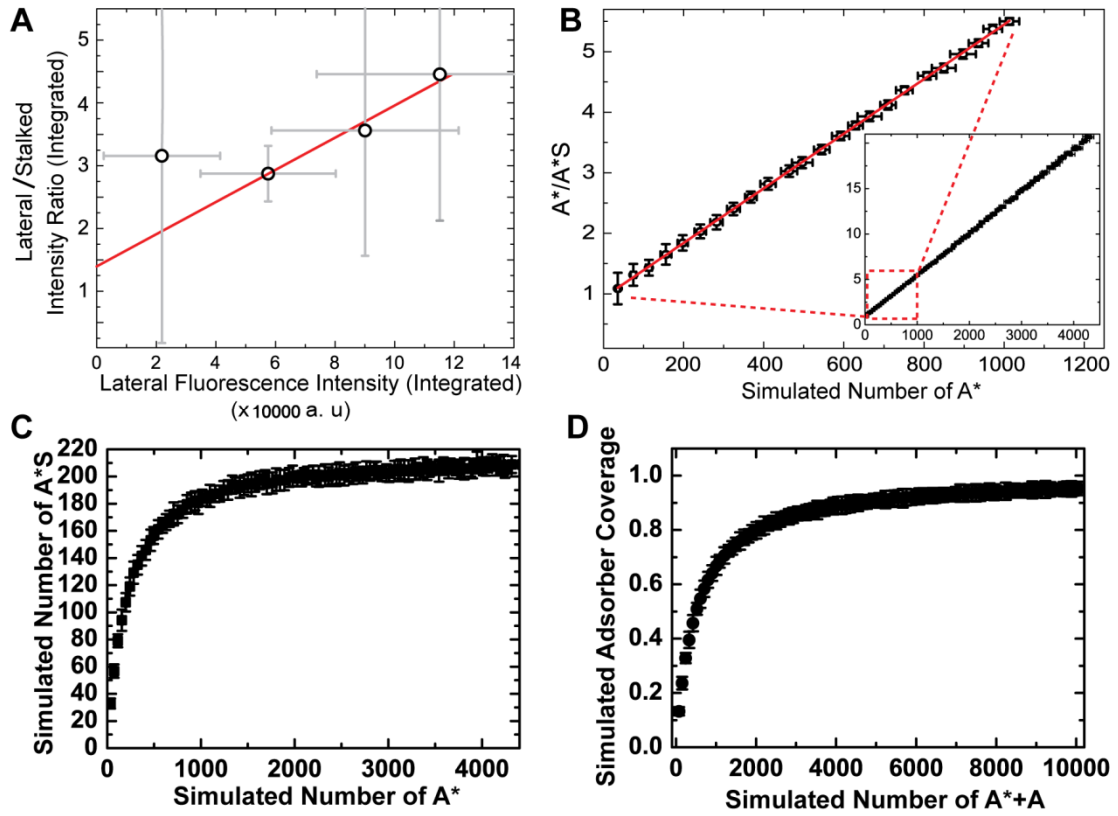 A
Lateral/Stalked
Intensity Ratio (Integrated)
5
4
3
2
1
0 2 4 6 8 10 12 14
Lateral Fluorescence Intensity (Integrated)
(x 10000 a. u)
B
A*/A*S
5
4
3
2
1
0 200 400 600 800 1000 1200
Simulated Number of A*
15
10
5
0
0 1000 2000 3000 4000
C
Simulated Number of A*S
220
200
180
160
140
120
100
80
60
40
20
0
0 1000 2000 3000 4000
Simulated Number of A*
D
Simulated Adsorber Coverage
1.0
0.8
0.6
0.4
0.2
0.0
0 2000 4000 6000 8000 10000
Simulated Number of A*+A